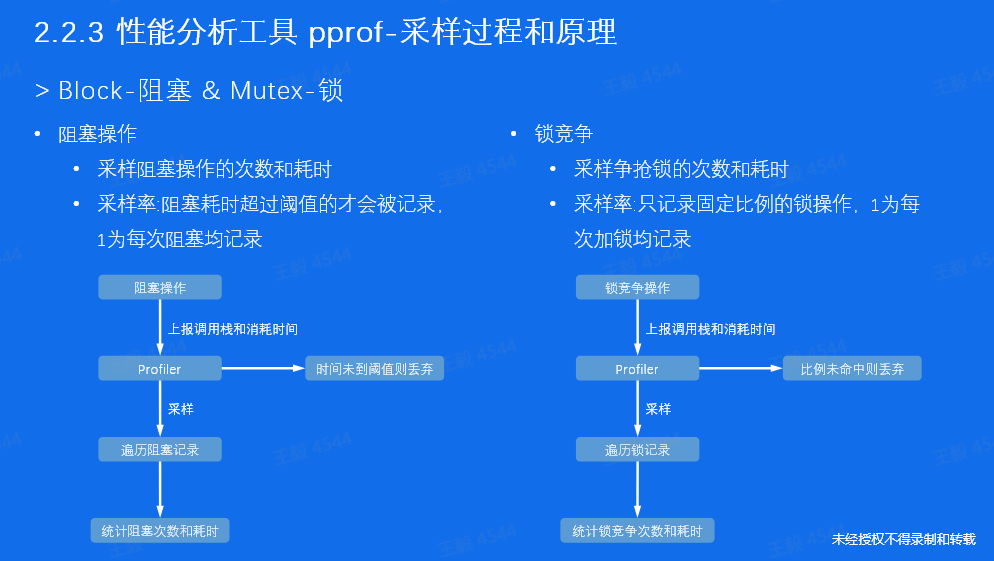 2.2.3 性能分析工具 pprof-采样过程和原理
> Block-阻塞 & Mutex-锁
• 阻塞操作
• 采样阻塞操作的次数和耗时
• 采样率:阻塞耗时超过阈值的才会被记录,
1为每次阻塞均记录
阻塞操作
上报调用栈和消耗时间
Profiler
时间未到阈值则丢弃
采样
遍历阻塞记录
统计阻塞次数和耗时
• 锁竞争
• 采样争抢锁的次数和耗时
• 采样率:只记录固定比例的锁操作，1为每
次加锁均记录
锁竞争操作
上报调用栈和消耗时间
Profiler
比例未命中则丢弃
采样
遍历锁记录
统计锁竞争次数和耗时
未经授权不得录制和转载
王毅 4544